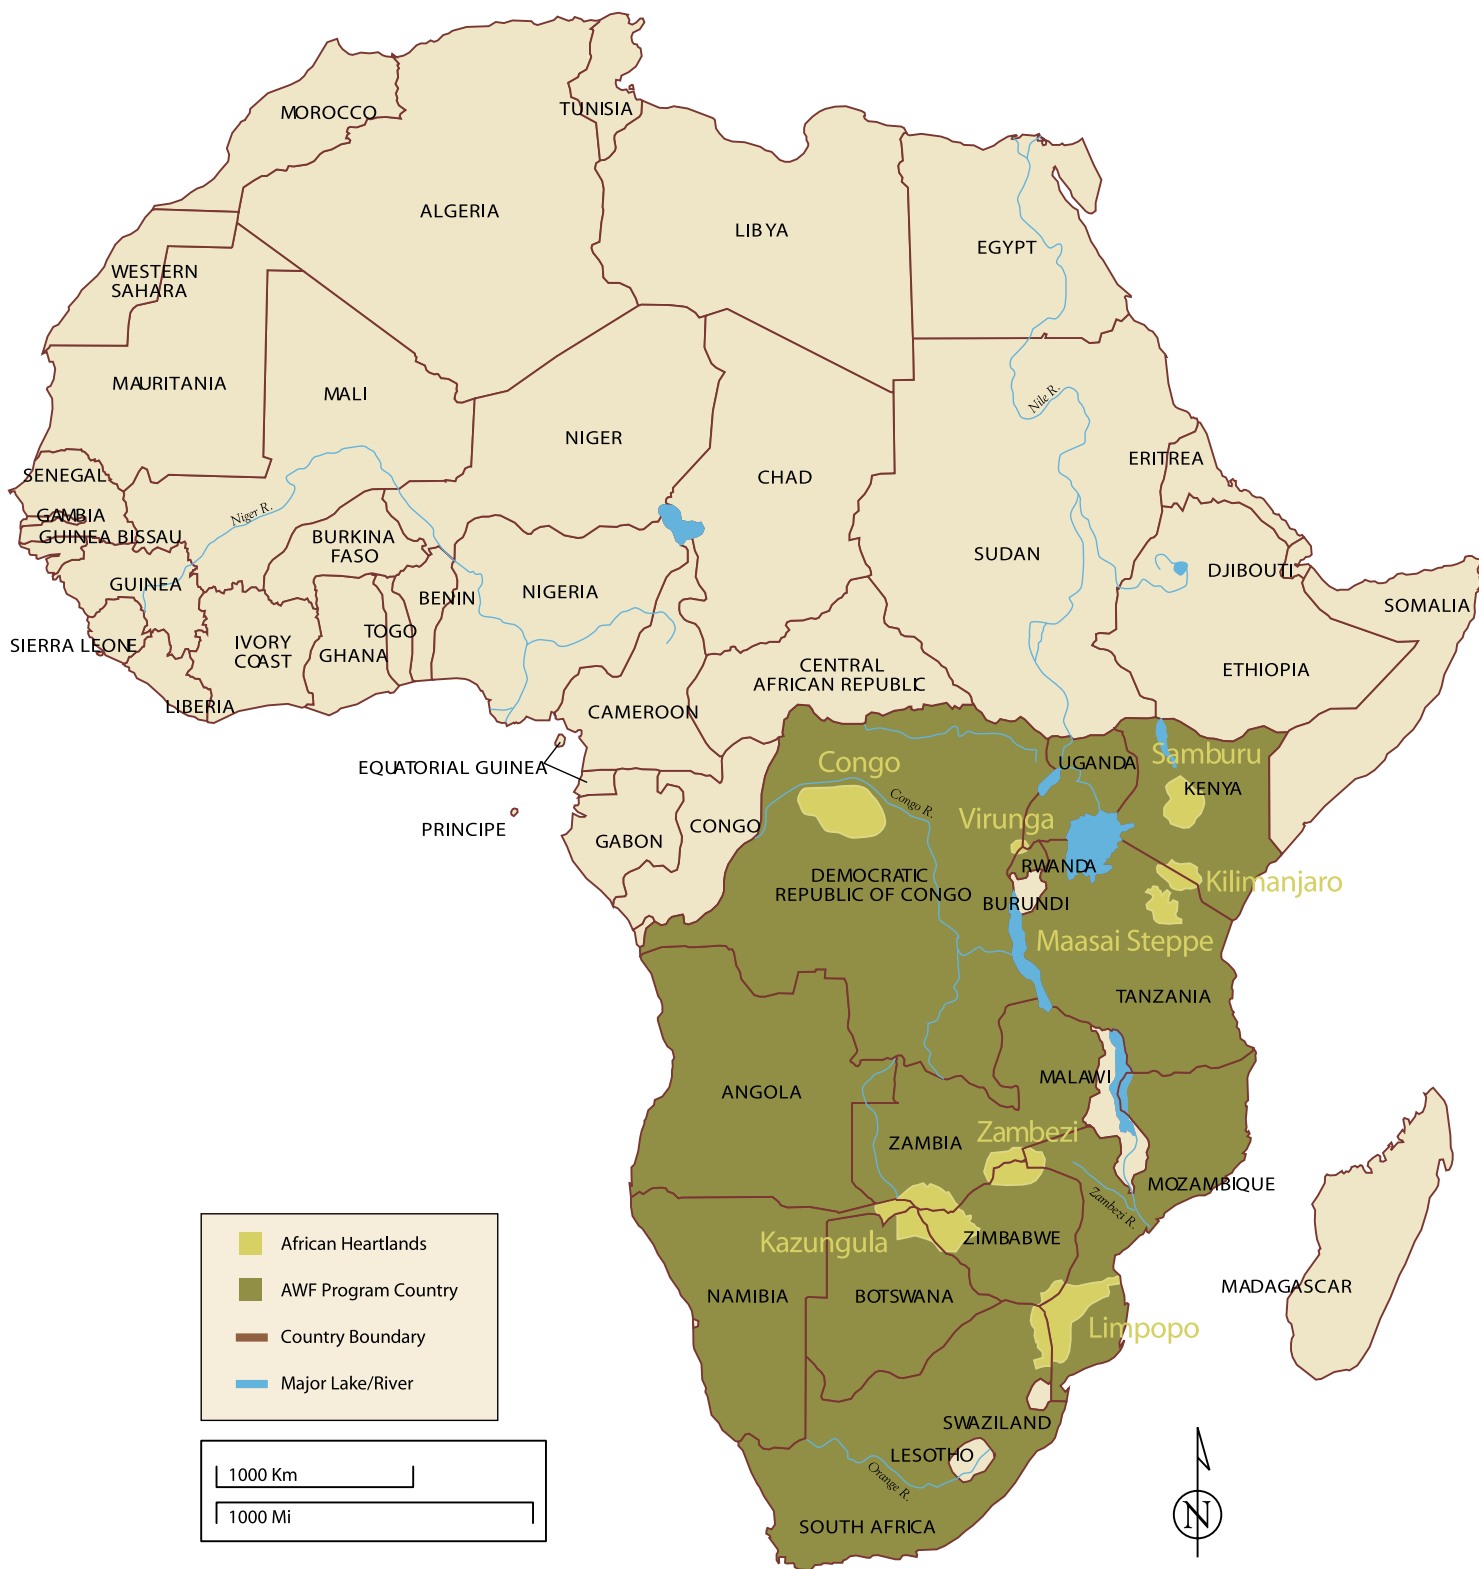 MOROCCO
TUNISIA
ALGERIA
LIBYA
EGYPT
WESTERN
SAHARA
MAURITANIA
MALI
NIGER
CHAD
Nile R.
ERITREA
SENEGAL
GAMBIA
GUINEA BISSAU
Niger R.
BURKINA
FASO
SUDAN
DJIBOUTI
GUINEA
BENIN
NIGERIA
SOMALIA
SIERRA LEONE
IVORY
COAST
TOGO
GHANA
CENTRAL
AFRICAN REPUBLIC
ETHIOPIA
LIBERIA
CAMEROON
EQUATORIAL GUINEA
Congo
UGANDA
Samburu
KENYA
Congo R.
PRINCIPE
CONGO
GABON
Virunga
RWANDA
DEMOCRATIC
REPUBLIC OF CONGO
Kilimanjaro
BURUNDI
Maasai Steppe
TANZANIA
MALAWI
ANGOLA
ZAMBIA
Zambezi
MOZAMBIQUE
Zambezi R.
Kazungula
ZIMBABWE
MADAGASCAR
NAMIBIA
BOTSWANA
Limpopo
SWAZILAND
LESOTHO
Orange R.
SOUTH AFRICA
African Heartlands
AWF Program Country
Country Boundary
Major Lake/River
1000 Km
1000 Mi
N